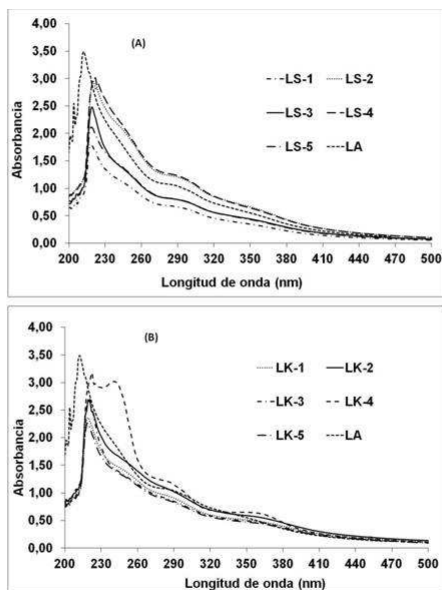 (A)
4,00
3,50
3,00
2,50
2,00
1,50
1,00
0,50
0,00
Absorbancia
LS-1 LS-2
LS-3 LS-4
LS-5 LA
200 230 260 290 320 350 380 410 440 470 500
Longitud de onda (nm)
(B)
4,00
3,50
3,00
2,50
2,00
1,50
1,00
0,50
0,00
Absorbancia
LK-1 LK-2
LK-3 LK-4
LK-5 LA
200 230 260 290 320 350 380 410 440 470 500
Longitud de onda (nm)